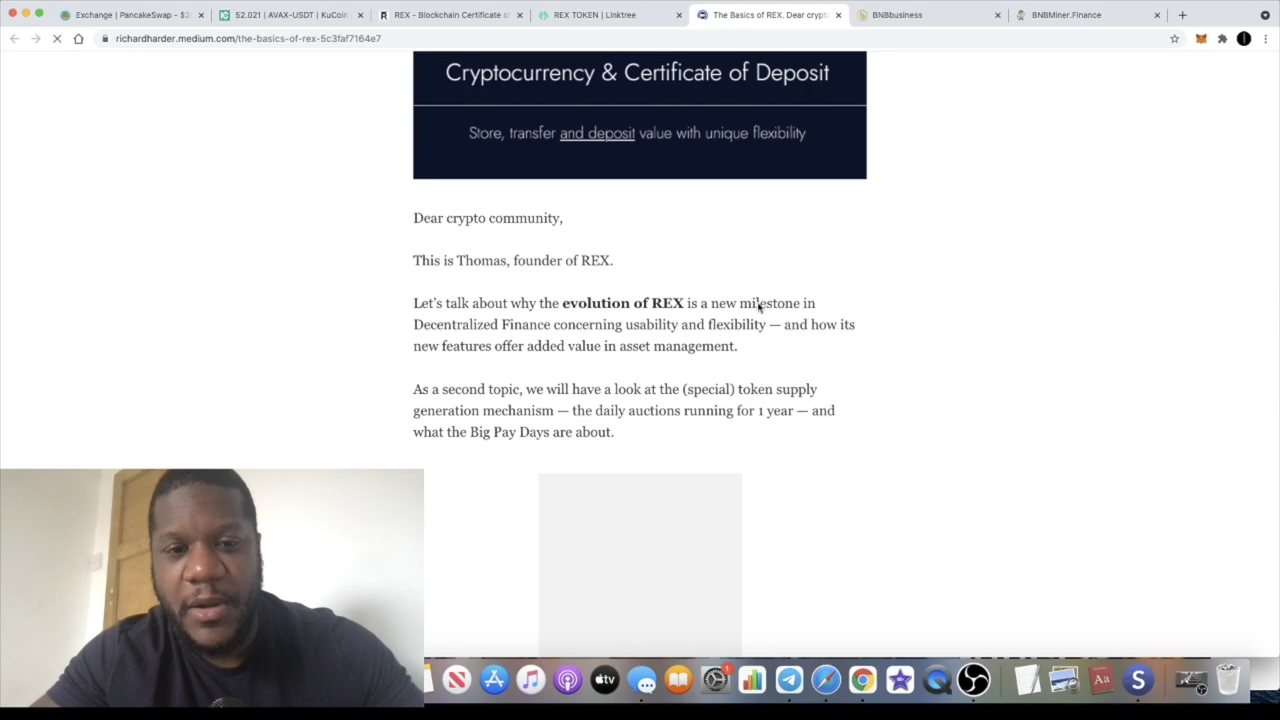 Exchange | PancakeSwap - $2
52.021 | AVAX-USDT | KuCoin
REX - Blockchain Certificate of
REX TOKEN | Linktree
The Basics of REX. Dear crypto
BNBbusiness
BNBMiner.Finance
richardharder.medium.com/the-basics-of-rex-5c3faf7164e7
Cryptocurrency & Certificate of Deposit
Store, transfer and deposit value with unique flexibility
Dear crypto community,
This is Thomas, founder of REX.
Let’s talk about why the evolution of REX is a new milestone in
Decentralized Finance concerning usability and flexibility — and how its
new features offer added value in asset management.
As a second topic, we will have a look at the (special) token supply
generation mechanism — the daily auctions running for 1 year — and
what the Big Pay Days are about.
tv
1
Aa
S